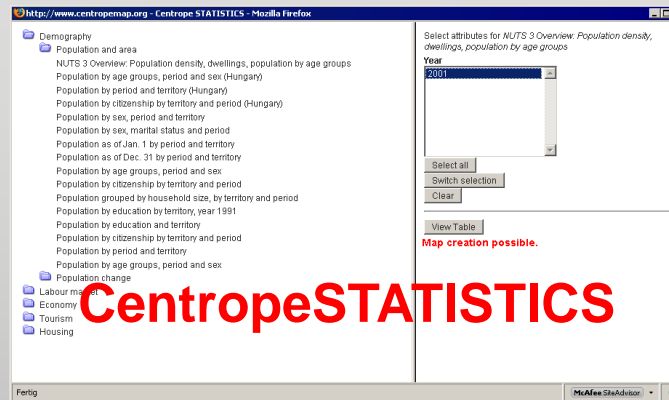 http://www.centropemap.org - Centrope STATISTICS - Mozilla Firefox
Demography
Population and area
NUTS 3 Overview: Population density, dwellings, population by age groups
Population by age groups, period and sex (Hungary)
Population by period and territory (Hungary)
Population by citizenship by territory and period (Hungary)
Population by sex, period and territory
Population by sex, marital status and period
Population as of Jan. 1 by period and territory
Population as of Dec. 31 by period and territory
Population by age groups, period and sex
Population by citizenship by territory and period
Population grouped by household size, by territory and period
Population by education by territory, year 1991
Population by education and territory
Population by citizenship by territory and period
Population by period and territory
Population by age groups, period and sex
Population change
Labour market
Economy
Tourism
Housing
Select attributes for NUTS 3 Overview: Population density,
dwellings, population by age groups
Year
2001
Select all
Switch selection
Clear
View Table
Map creation possible.
CentropeSTATISTICS
Fertig
McAfee SiteAdvisor